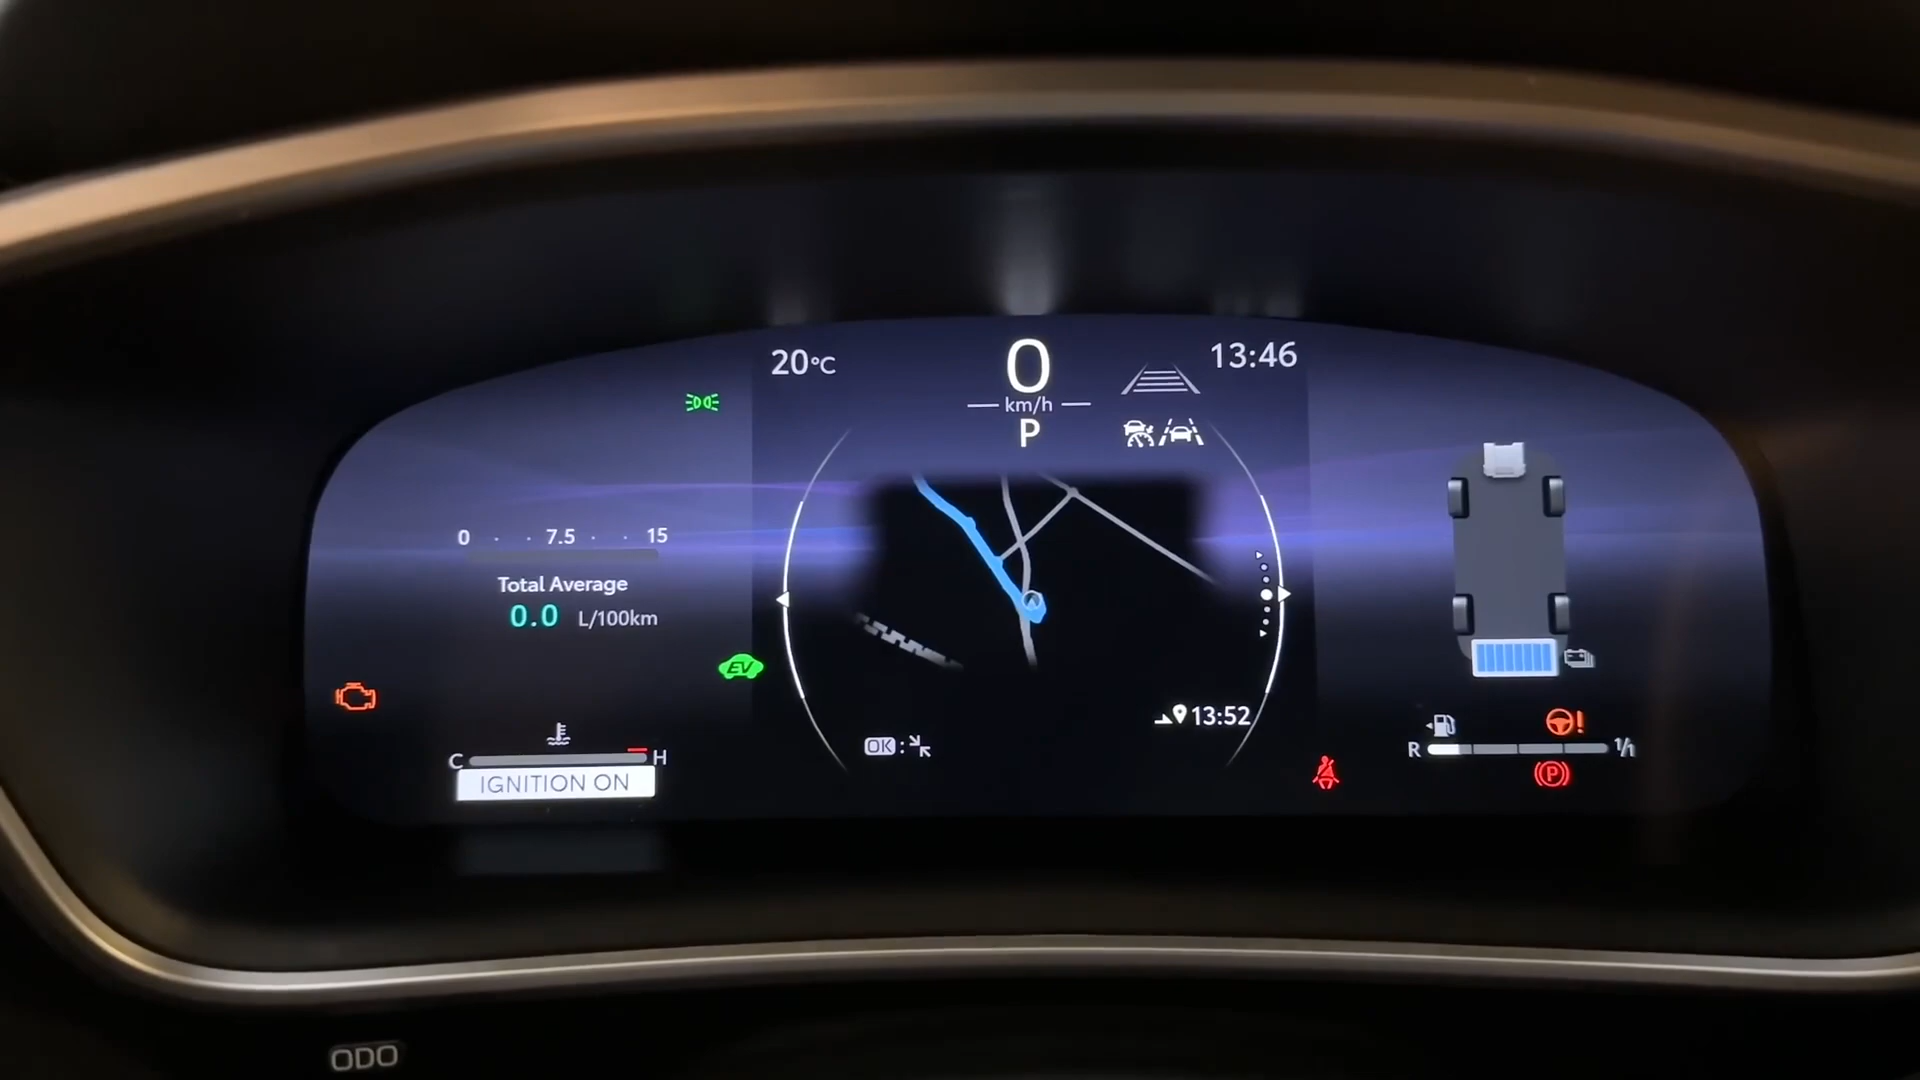 20°C
0
13:46
km/h
P
0 7.5 15
Total Average
0.0 L/100km
EV
13:52
OK :
C H
R 1/1
IGNITION ON
P
ODO